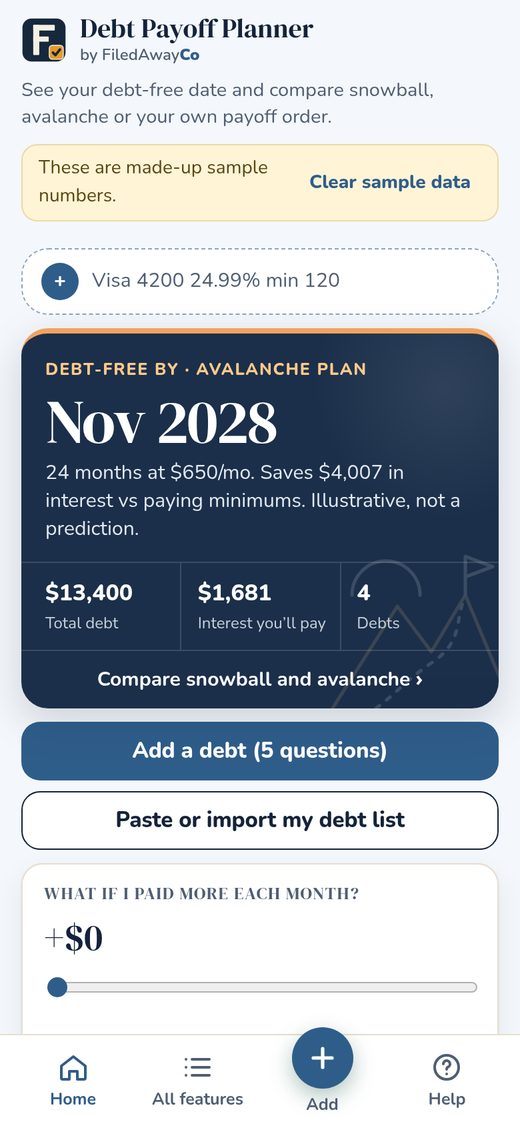 F
Debt Payoff Planner
by FiledAwayCo
See your debt-free date and compare snowball,
avalanche or your own payoff order.
These are made-up sample
numbers.
Clear sample data
+
Visa 4200 24.99% min 120
DEBT-FREE BY · AVALANCHE PLAN
Nov 2028
24 months at $650/mo. Saves $4,007 in
interest vs paying minimums. Illustrative, not a
prediction.
$13,400
Total debt
$1,681
Interest you’ll pay
4
Debts
Compare snowball and avalanche ›
Add a debt (5 questions)
Paste or import my debt list
WHAT IF I PAID MORE EACH MONTH?
+$0
Home
All features
Add
Help